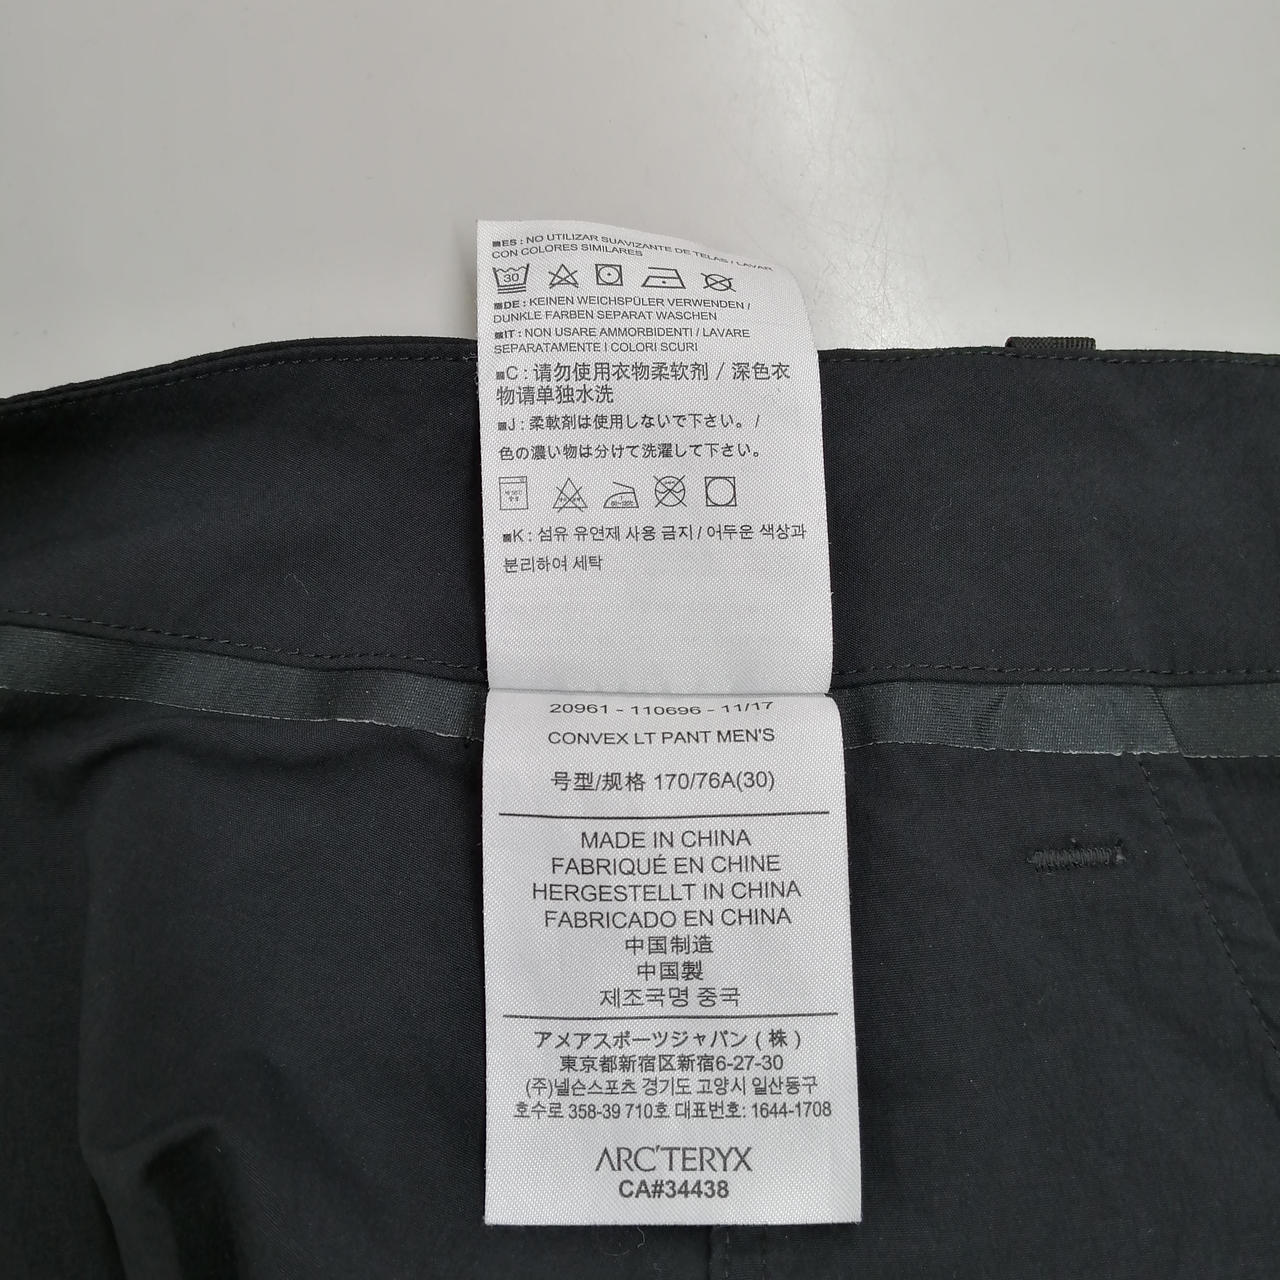 ■ES : NO UTILIZAR SUAVIZANTE DE TELAS / LAVAR
CON COLORES SIMILARES
30
■DE : KEINEN WEICHSPÜLER VERWENDEN /
DUNKLE FARBEN SEPARAT WASCHEN
■IT : NON USARE AMMORBIDENTI / LAVARE
SEPARATAMENTE I COLORI SCURI
■C : 请勿使用衣物柔软剂 / 深色衣
物请单独水洗
■J : 柔軟剤は使用しないで下さい。 /
色の濃い物は分けて洗濯して下さい。
■K : 섬유 유연제 사용 금지 / 어두운 색상과
분리하여 세탁
20961 - 110696 - 11/17
CONVEX LT PANT MEN'S
号型/规格 170/76A(30)
MADE IN CHINA
FABRIQUÉ EN CHINE
HERGESTELLT IN CHINA
FABRICADO EN CHINA
中国制造
中国製
제조국명 중국
アメアスポーツジャパン ( 株 )
東京都新宿区新宿6-27-30
(주)넬슨스포츠 경기도 고양시 일산동구
호수로 358-39 710호 대표번호: 1644-1708
ARC'TERYX
CA#34438